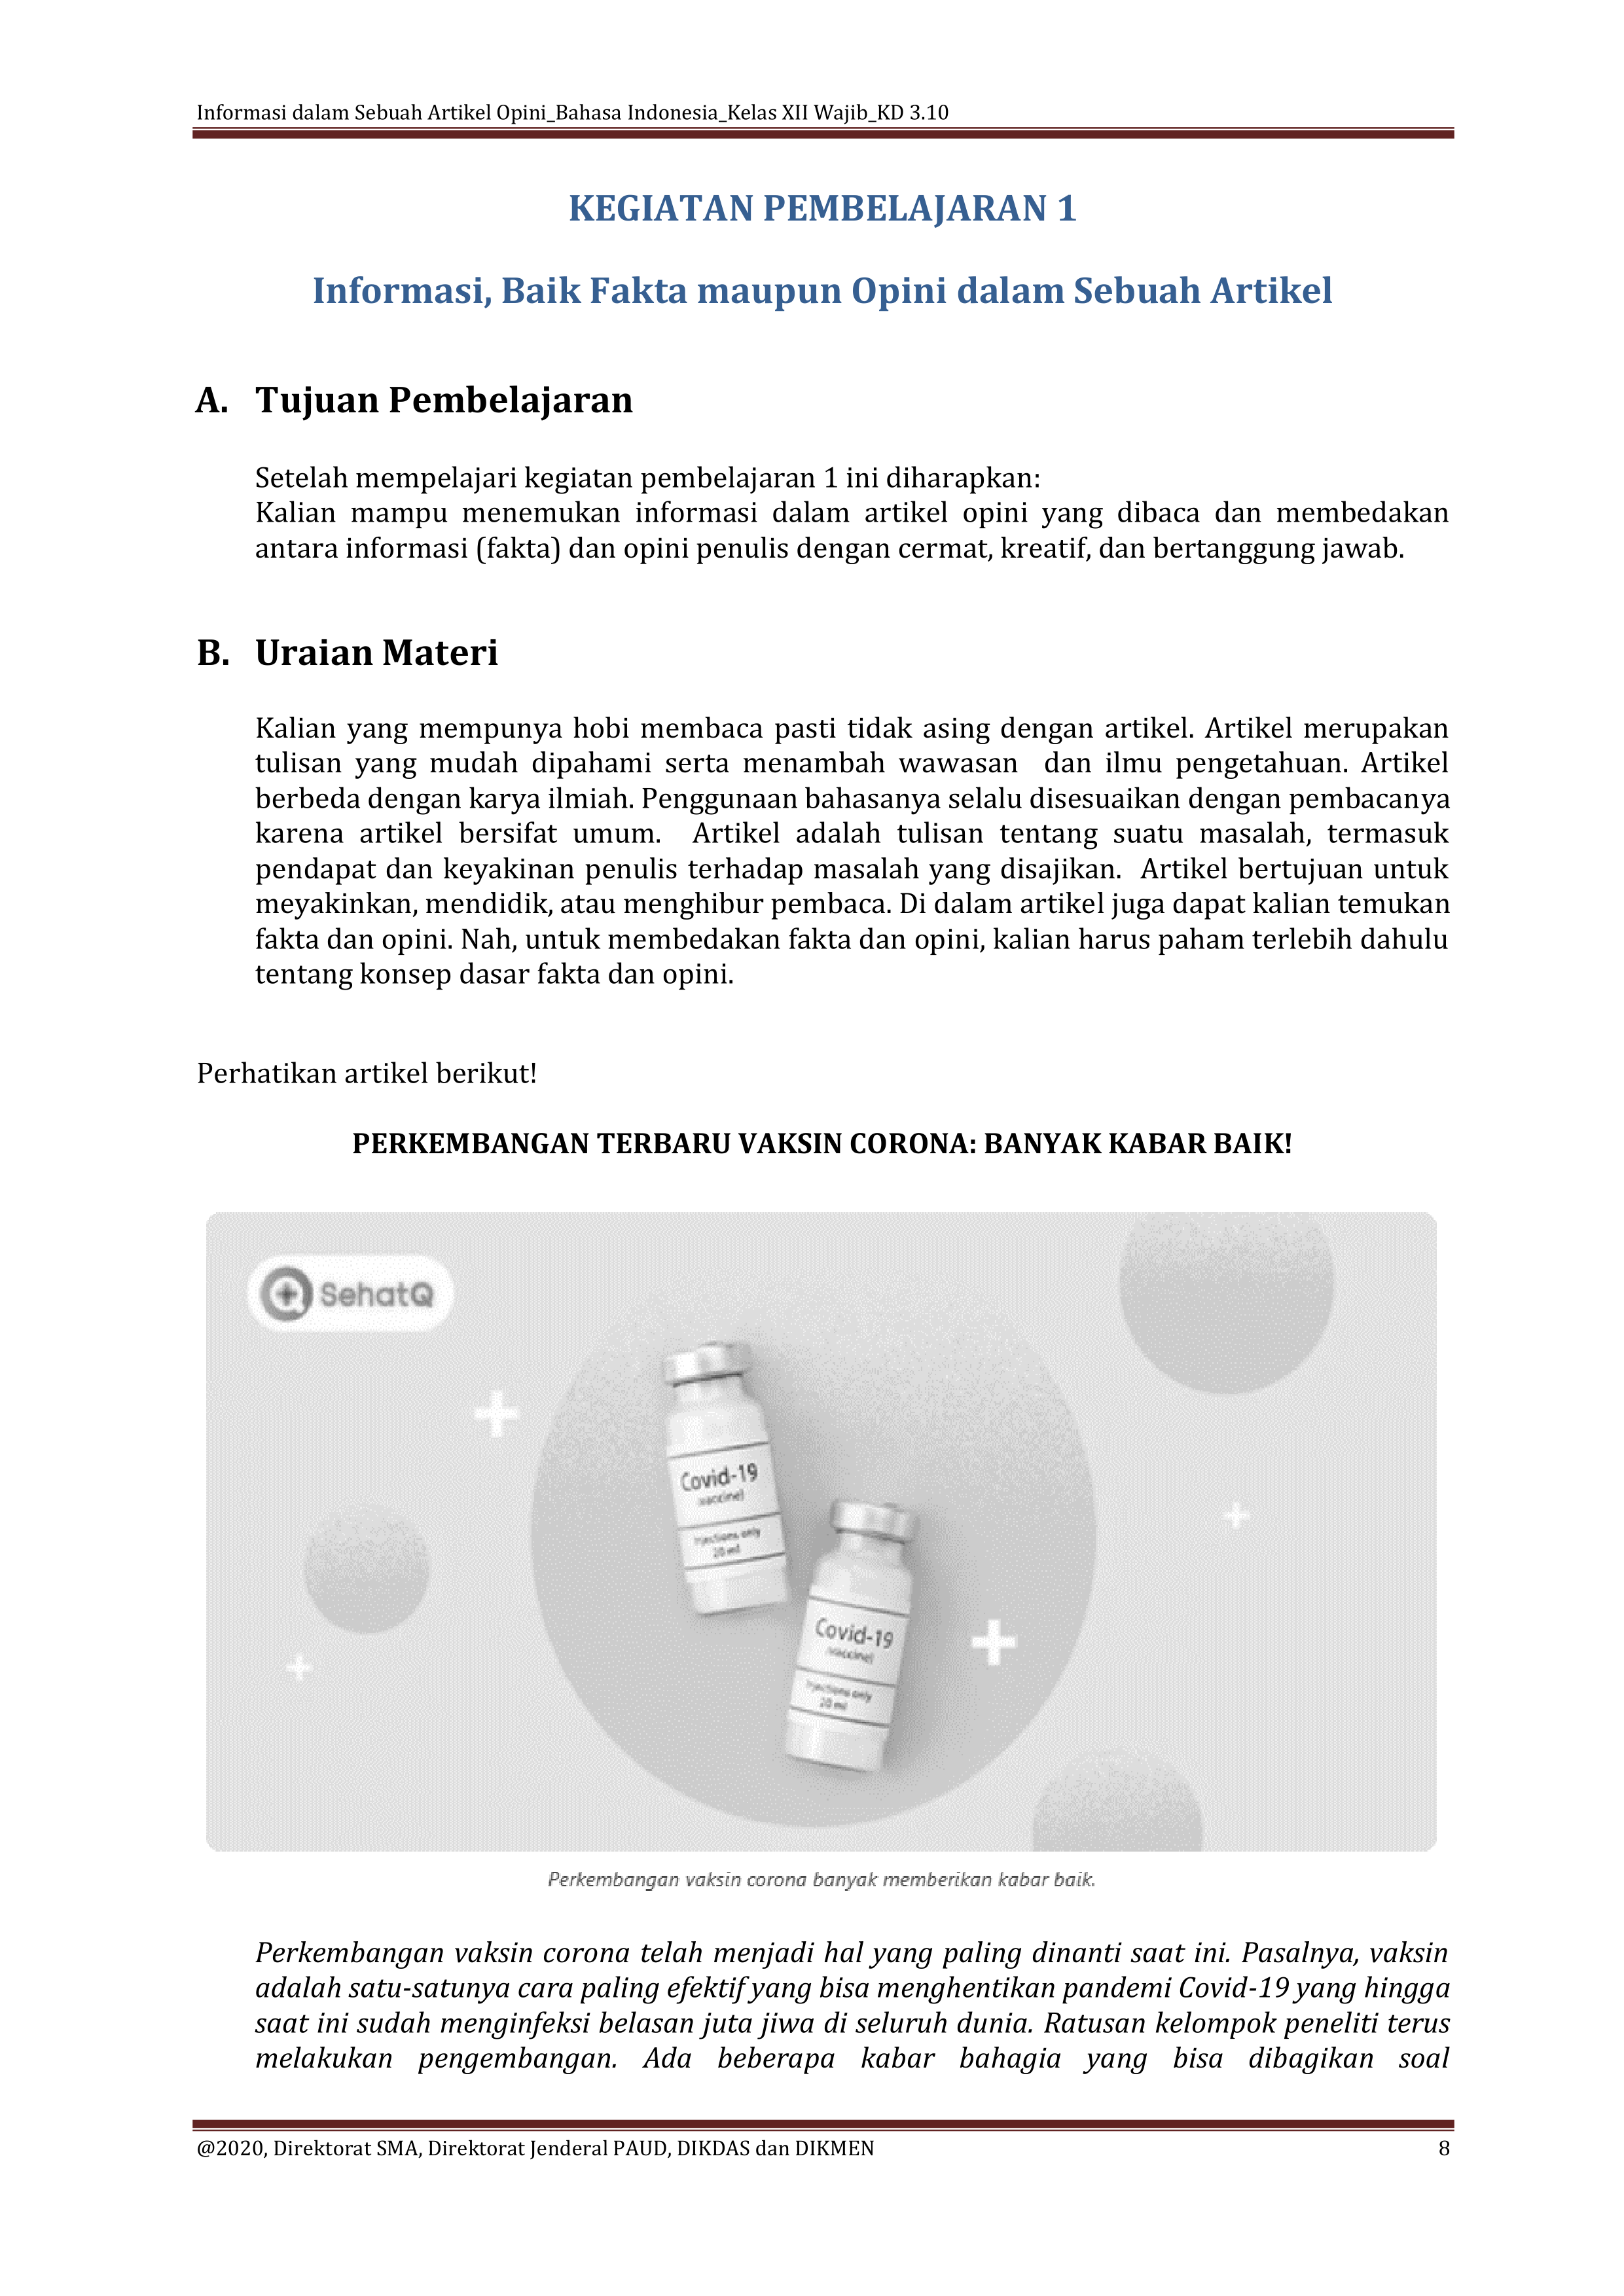 Informasi dalam Sebuah Artikel Opini_Bahasa Indonesia_Kelas XII Wajib_KD 3.10
KEGIATAN PEMBELAJARAN 1
Informasi, Baik Fakta maupun Opini dalam Sebuah Artikel
A. Tujuan Pembelajaran
Setelah mempelajari kegiatan pembelajaran 1 ini diharapkan:
Kalian mampu menemukan informasi dalam artikel opini yang dibaca dan membedakan
antara informasi (fakta) dan opini penulis dengan cermat, kreatif, dan bertanggung jawab.
B. Uraian Materi
Kalian yang mempunya hobi membaca pasti tidak asing dengan artikel. Artikel merupakan
tulisan yang mudah dipahami serta menambah wawasan dan ilmu pengetahuan. Artikel
berbeda dengan karya ilmiah. Penggunaan bahasanya selalu disesuaikan dengan pembacanya
karena artikel bersifat umum. Artikel adalah tulisan tentang suatu masalah, termasuk
pendapat dan keyakinan penulis terhadap masalah yang disajikan. Artikel bertujuan untuk
meyakinkan, mendidik, atau menghibur pembaca. Di dalam artikel juga dapat kalian temukan
fakta dan opini. Nah, untuk membedakan fakta dan opini, kalian harus paham terlebih dahulu
tentang konsep dasar fakta dan opini.
Perhatikan artikel berikut!
PERKEMBANGAN TERBARU VAKSIN CORONA: BANYAK KABAR BAIK!
SehatQ
Covid-19
(vaccine)
Injections only
20 ml
Covid-19
(vaccine)
Injections only
20 ml
Perkembangan vaksin corona banyak memberikan kabar baik.
Perkembangan vaksin corona telah menjadi hal yang paling dinanti saat ini. Pasalnya, vaksin
adalah satu-satunya cara paling efektif yang bisa menghentikan pandemi Covid-19 yang hingga
saat ini sudah menginfeksi belasan juta jiwa di seluruh dunia. Ratusan kelompok peneliti terus
melakukan pengembangan. Ada beberapa kabar bahagia yang bisa dibagikan soal
@2020, Direktorat SMA, Direktorat Jenderal PAUD, DIKDAS dan DIKMEN 8